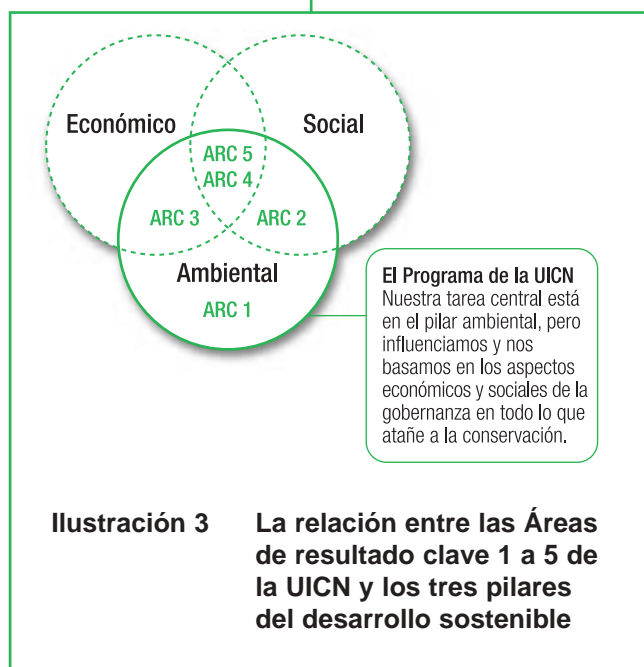 Económico
Social
ARC 5
ARC 4
ARC 3
ARC 2
Ambiental
ARC 1
El Programa de la UICN
Nuestra tarea central está
en el pilar ambiental, pero
influenciamos y nos
basamos en los aspectos
económicos y sociales de la
gobernanza en todo lo que
atañe a la conservación.
Ilustración 3 La relación entre las Áreas
de resultado clave 1 a 5 de
la UICN y los tres pilares
del desarrollo sostenible